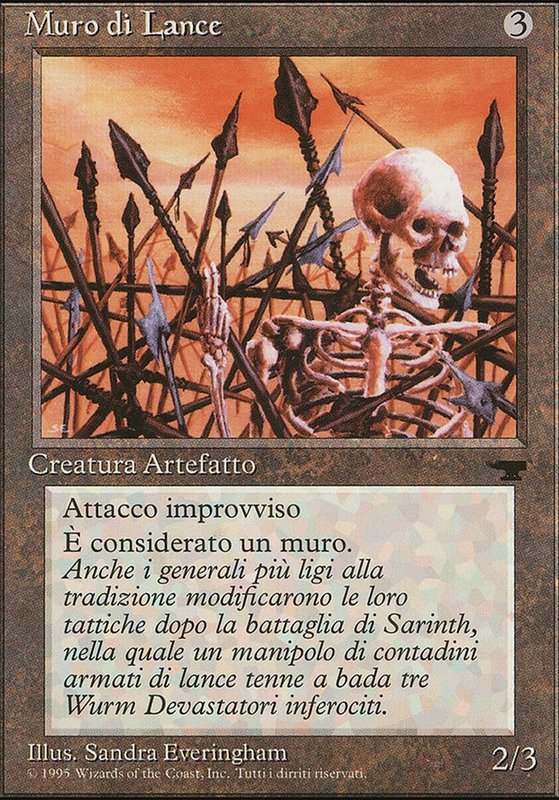 Muro di Lance 3
SE
Creatura Artefatto
Attacco improvviso
È considerato un muro.
Anche i generali più ligi alla
tradizione modificarono le loro
tattiche dopo la battaglia di Sarinth,
nella quale un manipolo di contadini
armati di lance tenne a bada tre
Wurm Devastatori inferociti.
Illus. Sandra Everingham
2/3
© 1995 Wizards of the Coast, Inc. Tutti i dirriti riservati.